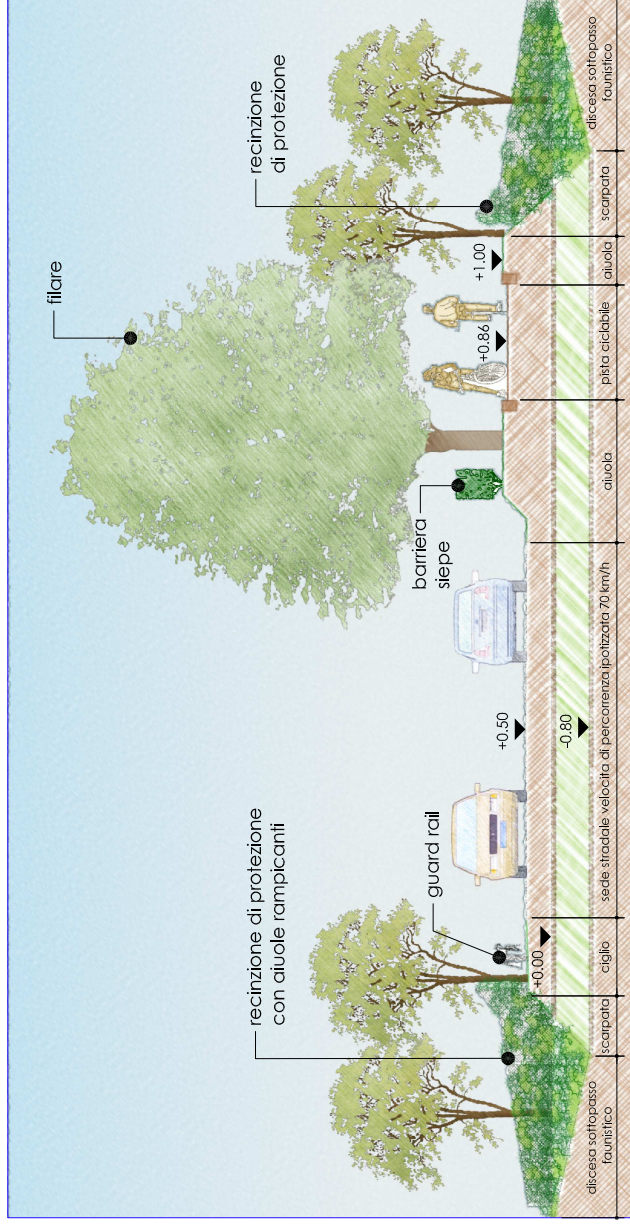 filare
recinzione
di protezione
recinzione di protezione
con aiuole rampicanti
guard rail
barriera
siepe
+0.00
+0.50
-0.80
+0.86
+1.00
discesa sottopasso
faunistico
scarpata
ciglio
sede stradale velocita di percorrenza ipotizzata 70 km/h
aiuola
pista ciclabile
aiuola
scarpata
discesa sottopasso
faunistico